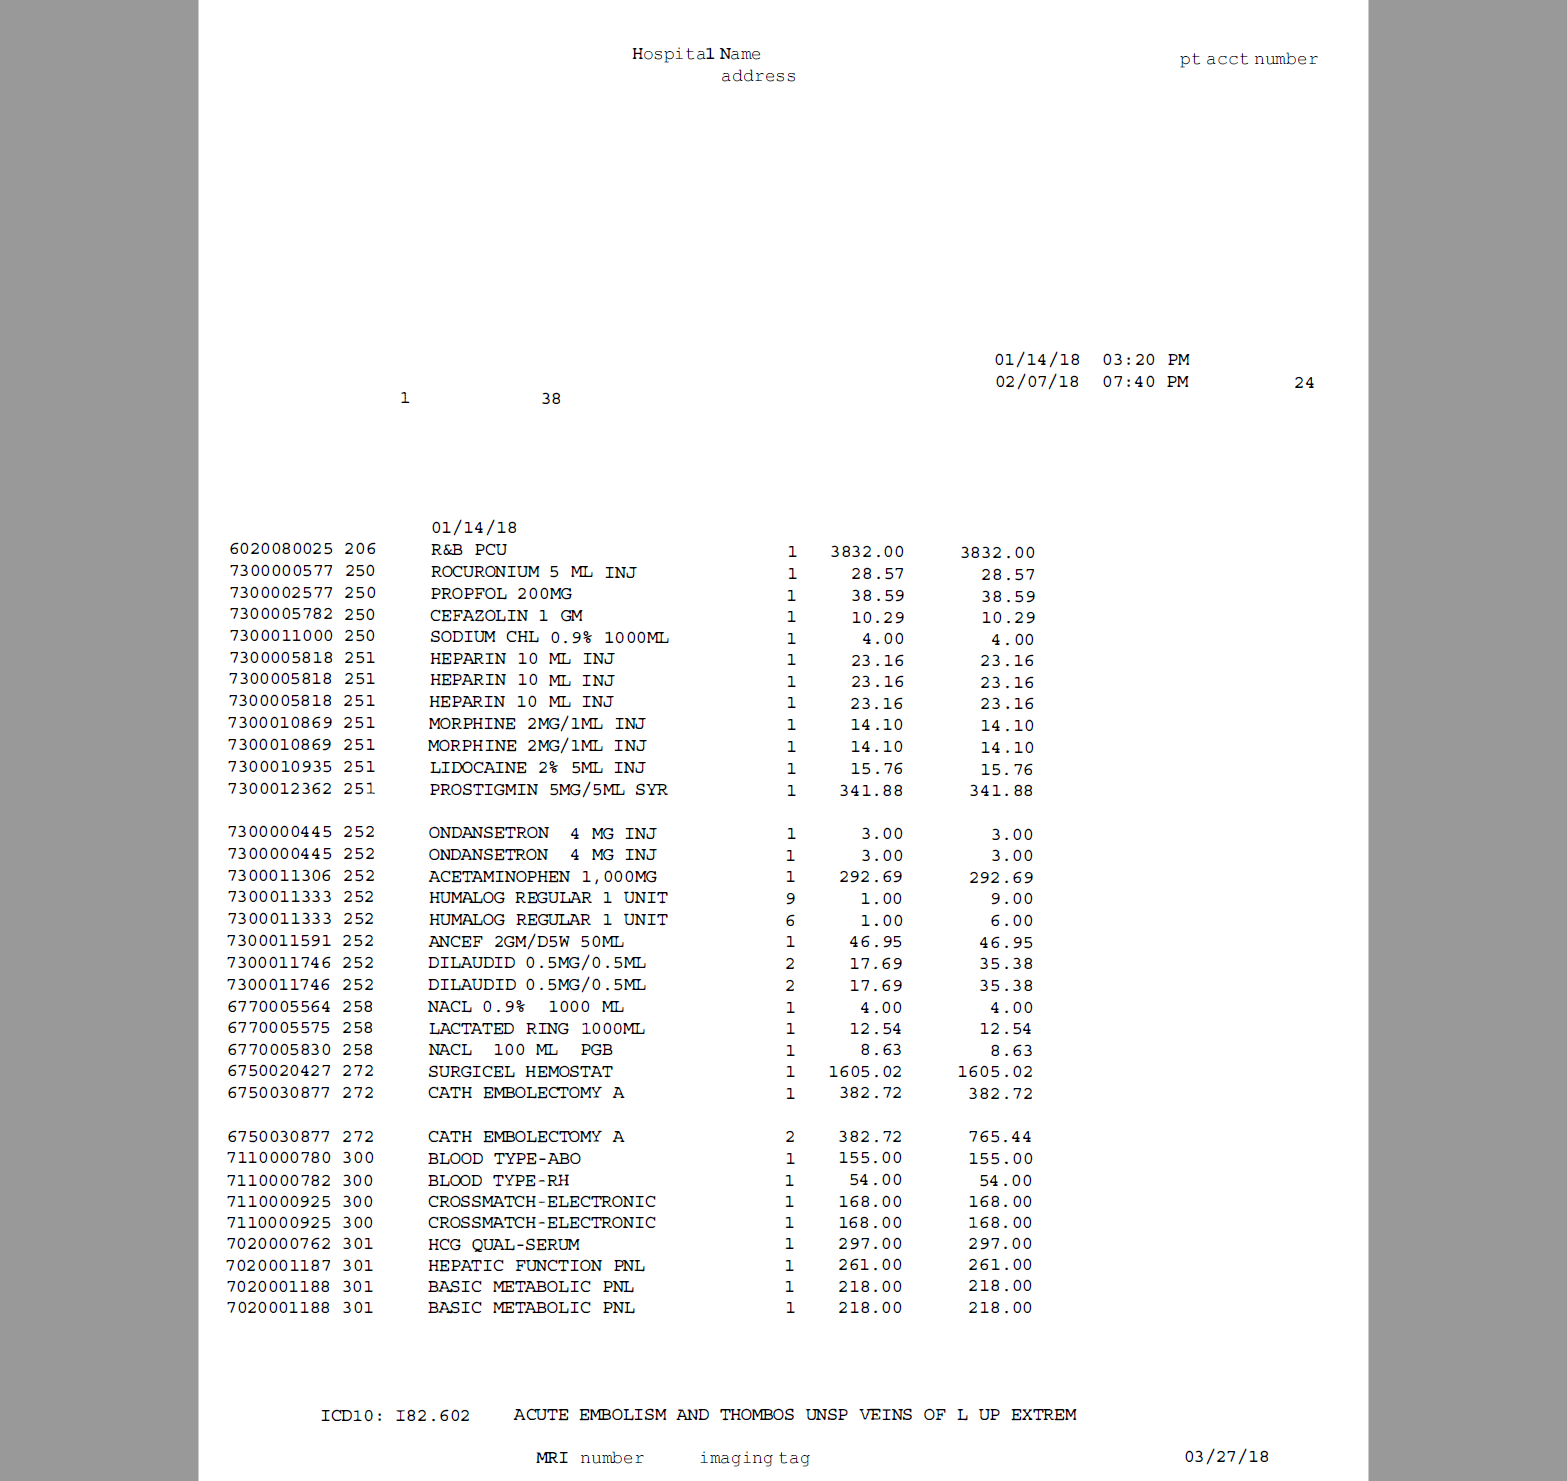 Hospital Name
pt acct number
address
01/14/18 03:20 PM
02/07/18 07:40 PM 24
1 38
01/14/18
6020080025 206 R&B PCU 1 3832.00 3832.00
7300000577 250 ROCURONIUM 5 ML INJ 1 28.57 28.57
7300002577 250 PROPFOL 200MG 1 38.59 38.59
7300005782 250 CEFAZOLIN 1 GM 1 10.29 10.29
7300011000 250 SODIUM CHL 0.9% 1000ML 1 4.00 4.00
7300005818 251 HEPARIN 10 ML INJ 1 23.16 23.16
7300005818 251 HEPARIN 10 ML INJ 1 23.16 23.16
7300005818 251 HEPARIN 10 ML INJ 1 23.16 23.16
7300010869 251 MORPHINE 2MG/1ML INJ 1 14.10 14.10
7300010869 251 MORPHINE 2MG/1ML INJ 1 14.10 14.10
7300010935 251 LIDOCAINE 2% 5ML INJ 1 15.76 15.76
7300012362 251 PROSTIGMIN 5MG/5ML SYR 1 341.88 341.88
7300000445 252 ONDANSETRON 4 MG INJ 1 3.00 3.00
7300000445 252 ONDANSETRON 4 MG INJ 1 3.00 3.00
7300011306 252 ACETAMINOPHEN 1,000MG 1 292.69 292.69
7300011333 252 HUMALOG REGULAR 1 UNIT 9 1.00 9.00
7300011333 252 HUMALOG REGULAR 1 UNIT 6 1.00 6.00
7300011591 252 ANCEF 2GM/D5W 50ML 1 46.95 46.95
7300011746 252 DILAUDID 0.5MG/0.5ML 2 17.69 35.38
7300011746 252 DILAUDID 0.5MG/0.5ML 2 17.69 35.38
6770005564 258 NACL 0.9% 1000 ML 1 4.00 4.00
6770005575 258 LACTATED RING 1000ML 1 12.54 12.54
6770005830 258 NACL 100 ML PGB 1 8.63 8.63
6750020427 272 SURGICEL HEMOSTAT 1 1605.02 1605.02
6750030877 272 CATH EMBOLECTOMY A 1 382.72 382.72
6750030877 272 CATH EMBOLECTOMY A 2 382.72 765.44
7110000780 300 BLOOD TYPE-ABO 1 155.00 155.00
7110000782 300 BLOOD TYPE-RH 1 54.00 54.00
7110000925 300 CROSSMATCH-ELECTRONIC 1 168.00 168.00
7110000925 300 CROSSMATCH-ELECTRONIC 1 168.00 168.00
7020000762 301 HCG QUAL-SERUM 1 297.00 297.00
7020001187 301 HEPATIC FUNCTION PNL 1 261.00 261.00
7020001188 301 BASIC METABOLIC PNL 1 218.00 218.00
7020001188 301 BASIC METABOLIC PNL 1 218.00 218.00
ICD10: I82.602 ACUTE EMBOLISM AND THOMBOS UNSP VEINS OF L UP EXTREM
MRI number imaging tag 03/27/18